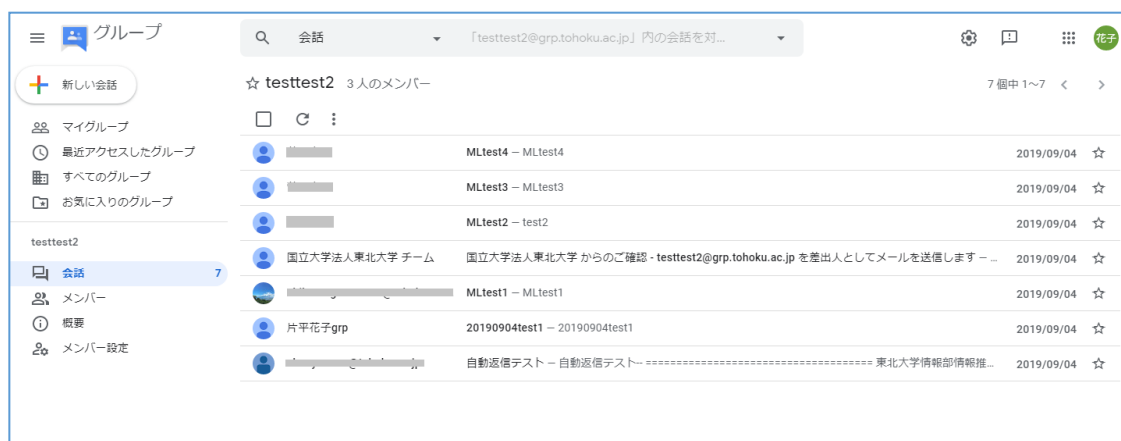 グループ
会話
「testtest2@grp.tohoku.ac.jp」内の会話を対...
花子
新しい会話
testtest2 3 人のメンバー
7 個中 1～7
マイグループ
最近アクセスしたグループ
すべてのグループ
お気に入りのグループ
testtest2
会話 7
メンバー
概要
メンバー設定
MLtest4 – MLtest4 2019/09/04
MLtest3 – MLtest3 2019/09/04
MLtest2 – test2 2019/09/04
国立大学法人東北大学 チーム 国立大学法人東北大学 からのご確認 - testtest2@grp.tohoku.ac.jp を差出人としてメールを送信します – ... 2019/09/04
MLtest1 – MLtest1 2019/09/04
片平花子grp 20190904test1 – 20190904test1 2019/09/04
自動返信テスト – 自動返信テスト-- ==================================== 東北大学情報部情報推... 2019/09/04